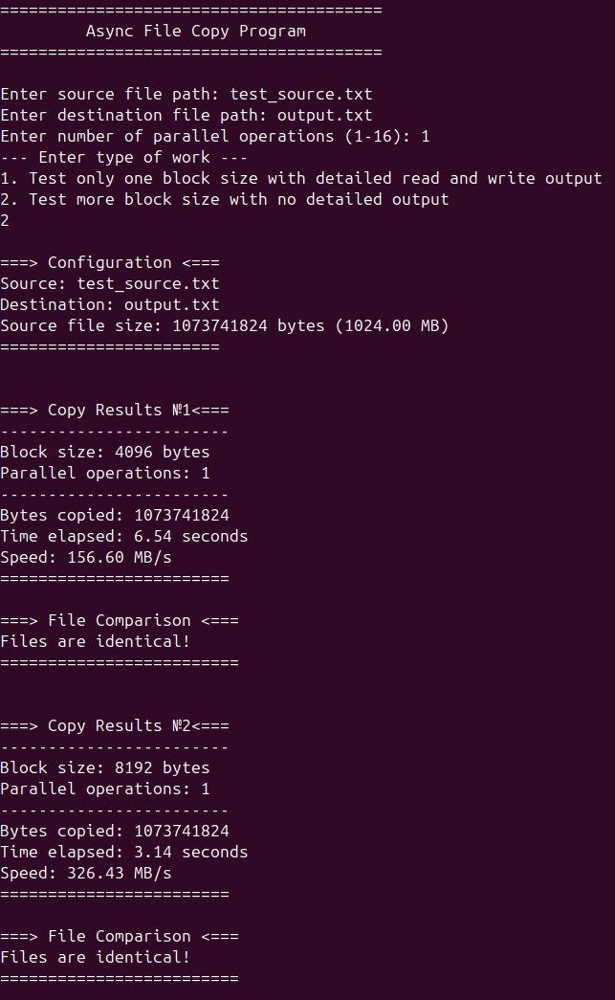 ========================================
         Async File Copy Program
========================================
Enter source file path: test_source.txt
Enter destination file path: output.txt
Enter number of parallel operations (1-16): 1
--- Enter type of work ---
1. Test only one block size with detailed read and write output
2. Test more block size with no detailed output
2
===> Configuration <===
Source: test_source.txt
Destination: output.txt
Source file size: 1073741824 bytes (1024.00 MB)
=======================
===> Copy Results №1<===
------------------------
Block size: 4096 bytes
Parallel operations: 1
------------------------
Bytes copied: 1073741824
Time elapsed: 6.54 seconds
Speed: 156.60 MB/s
========================
===> File Comparison <===
Files are identical!
=========================
===> Copy Results №2<===
------------------------
Block size: 8192 bytes
Parallel operations: 1
------------------------
Bytes copied: 1073741824
Time elapsed: 3.14 seconds
Speed: 326.43 MB/s
========================
===> File Comparison <===
Files are identical!
=========================